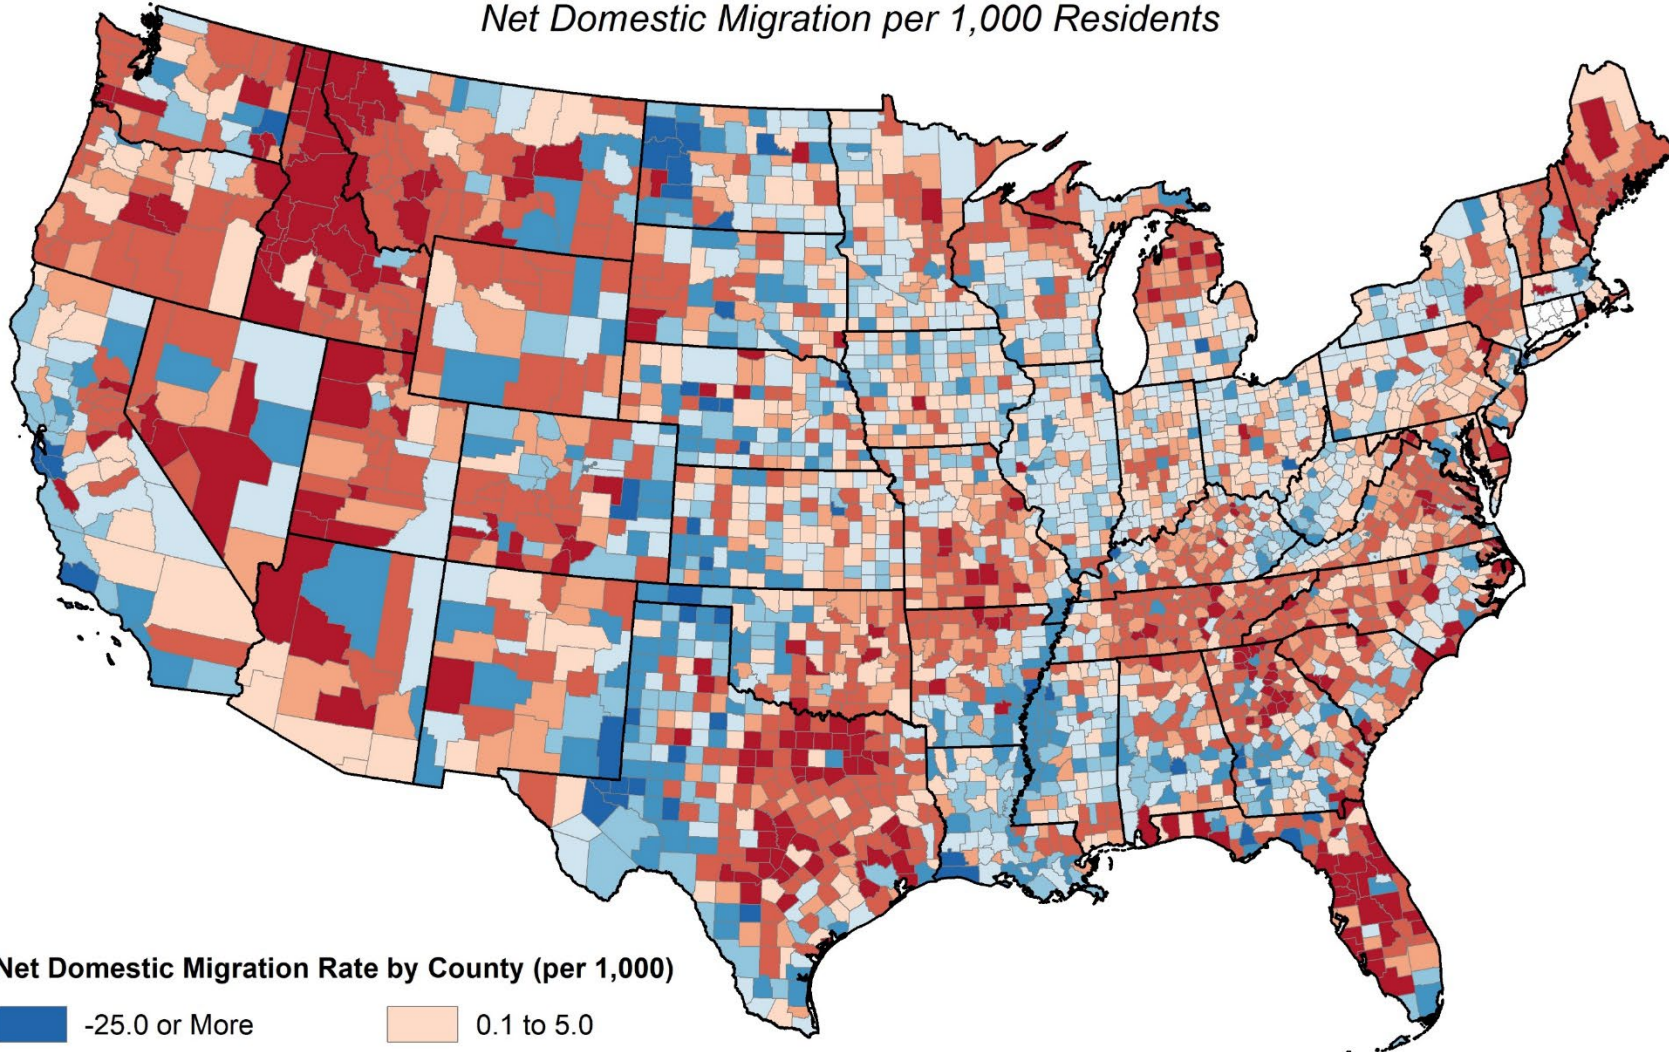 Net Domestic Migration per 1,000 Residents
Net Domestic Migration Rate by County (per 1,000)
-25.0 or More
0.1 to 5.0